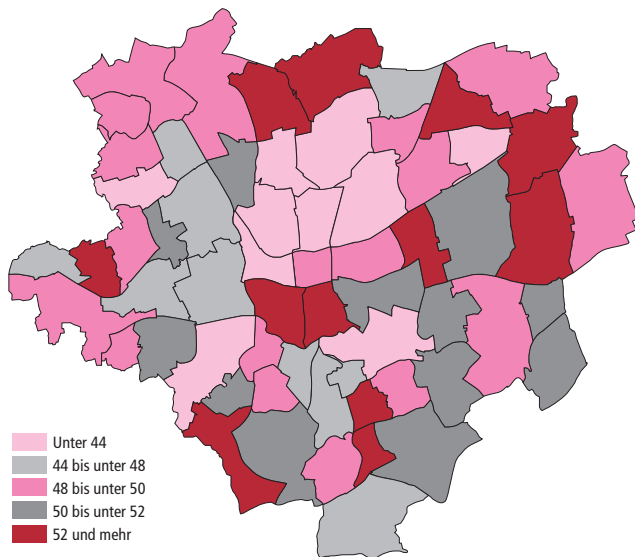 Unter 44
44 bis unter 48
48 bis unter 50
50 bis unter 52
52 und mehr